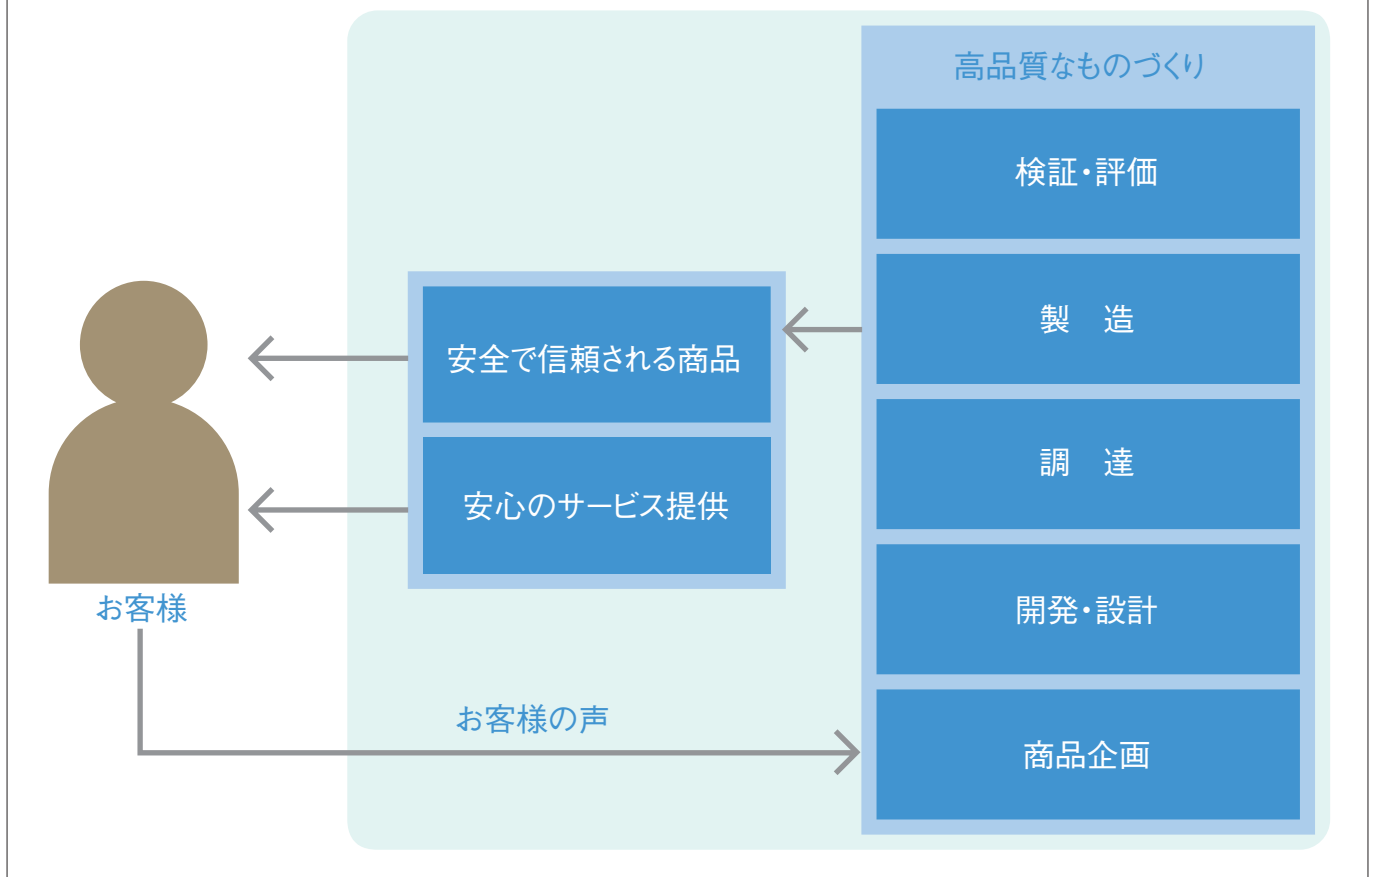 高品質なものづくり
検証・評価
製　造
調　達
開発・設計
商品企画
安全で信頼される商品
安心のサービス提供
お客様
お客様の声